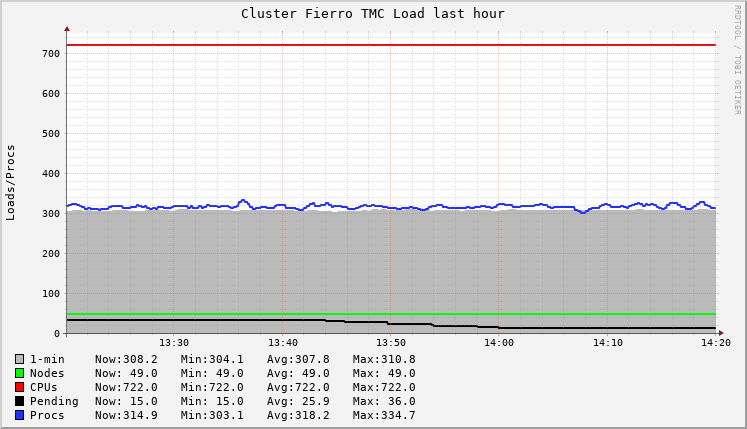 Cluster Fierro TMC Load last hour
RRDTOOL / TOBI OETIKER
Loads/Procs
700
600
500
400
300
200
100
0
13:30 13:40 13:50 14:00 14:10 14:20
1-min Now:308.2 Min:304.1 Avg:307.8 Max:310.8
Nodes Now: 49.0 Min: 49.0 Avg: 49.0 Max: 49.0
CPUs Now:722.0 Min:722.0 Avg:722.0 Max:722.0
Pending Now: 15.0 Min: 15.0 Avg: 25.9 Max: 36.0
Procs Now:314.9 Min:303.1 Avg:318.2 Max:334.7